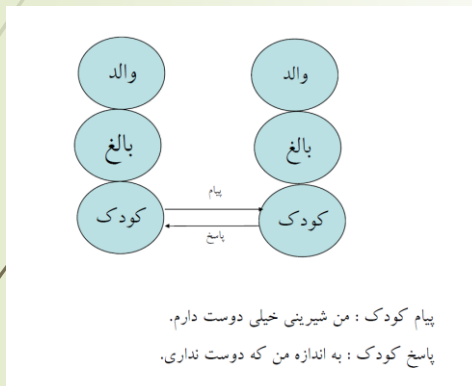 والد
والد
بالغ
بالغ
پیام
کودک
کودک
پاسخ
پیام کودک : من شیرینی خیلی دوست دارم.
پاسخ کودک : به اندازه من که دوست نداری.